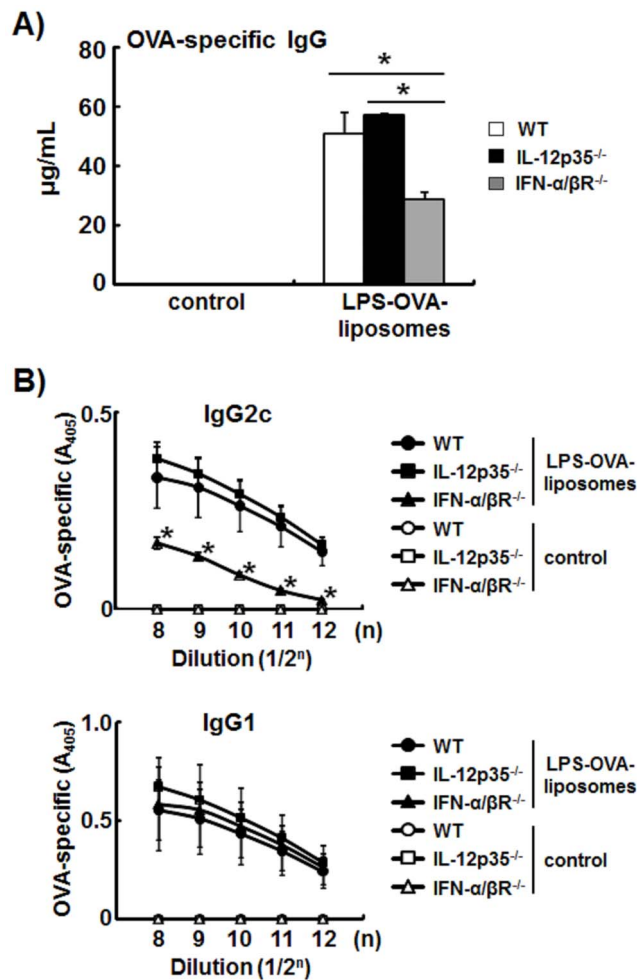 A)
OVA-specific IgG
80
60
40
20
0
µg/mL
*
*
control
LPS-OVA-
liposomes
WT
IL-12p35-/-
IFN-α/βR-/-
B)
IgG2c
0.5
0
OVA-specific (A405)
* * * * *
8 9 10 11 12 (n)
Dilution (1/2ⁿ)
WT
IL-12p35-/-
IFN-α/βR-/-
LPS-OVA-
liposomes
WT
IL-12p35-/-
IFN-α/βR-/-
control
IgG1
1.0
0.5
0
OVA-specific (A405)
8 9 10 11 12 (n)
Dilution (1/2ⁿ)
WT
IL-12p35-/-
IFN-α/βR-/-
LPS-OVA-
liposomes
WT
IL-12p35-/-
IFN-α/βR-/-
control